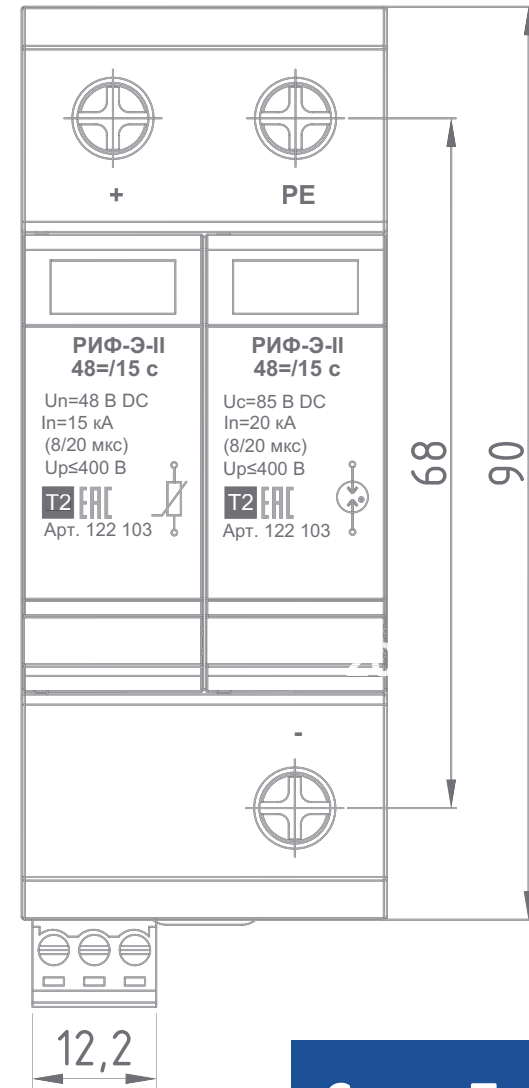 + PE
РИФ-Э-II
48=/15 с
Un=48 В DC
In=15 кА
(8/20 мкс)
Up≤400 В
T2 EAC
Арт. 122 103
РИФ-Э-II
48=/15 с
Uc=85 В DC
In=20 кА
(8/20 мкс)
Up≤400 В
T2 EAC
Арт. 122 103
68
90
-
12,2